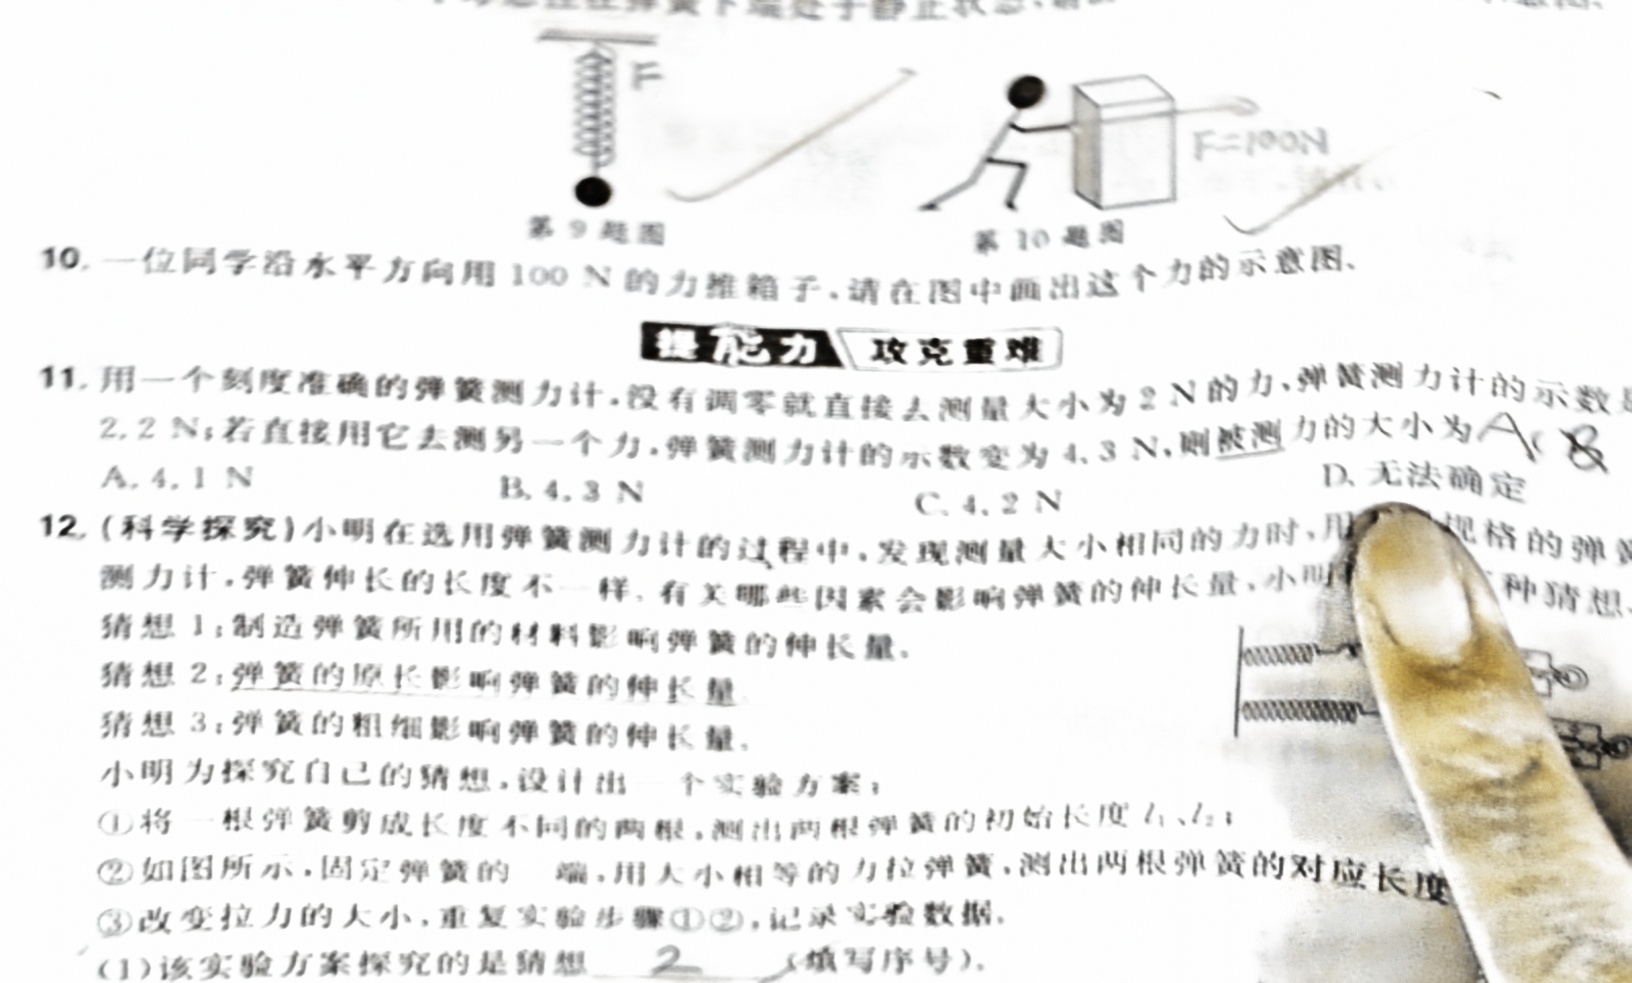 F
F=100N
第9题图
第10题图
10. 一位同学沿水平方向用100 N的力推箱子,请在图中画出这个力的示意图.
提能力 攻克重难
11. 用一个刻度准确的弹簧测力计,没有调零就直接去测量大小为2 N的力,弹簧测力计的示数是
2.2 N;若直接用它去测另一个力,弹簧测力计的示数变为4.3 N,则被测力的大小为A(
A. 4.1 N B. 4.3 N C. 4.2 N D. 无法确定
12. (科学探究)小明在选用弹簧测力计的过程中,发现测量大小相同的力时,用 规格的弹簧
测力计,弹簧伸长的长度不一样.有关哪些因素会影响弹簧的伸长量,小明 种猜想.
猜想1:制造弹簧所用的材料影响弹簧的伸长量.
猜想2:弹簧的原长影响弹簧的伸长量.
猜想3:弹簧的粗细影响弹簧的伸长量.
小明为探究自己的猜想,设计出一个实验方案:
①将一根弹簧剪成长度不同的两根,测出两根弹簧的初始长度l₁、l₂;
②如图所示,固定弹簧的一端,用大小相等的力拉弹簧,测出两根弹簧的对应长度
③改变拉力的大小,重复实验步骤①②,记录实验数据.
(1)该实验方案探究的是猜想 2 (填写序号).